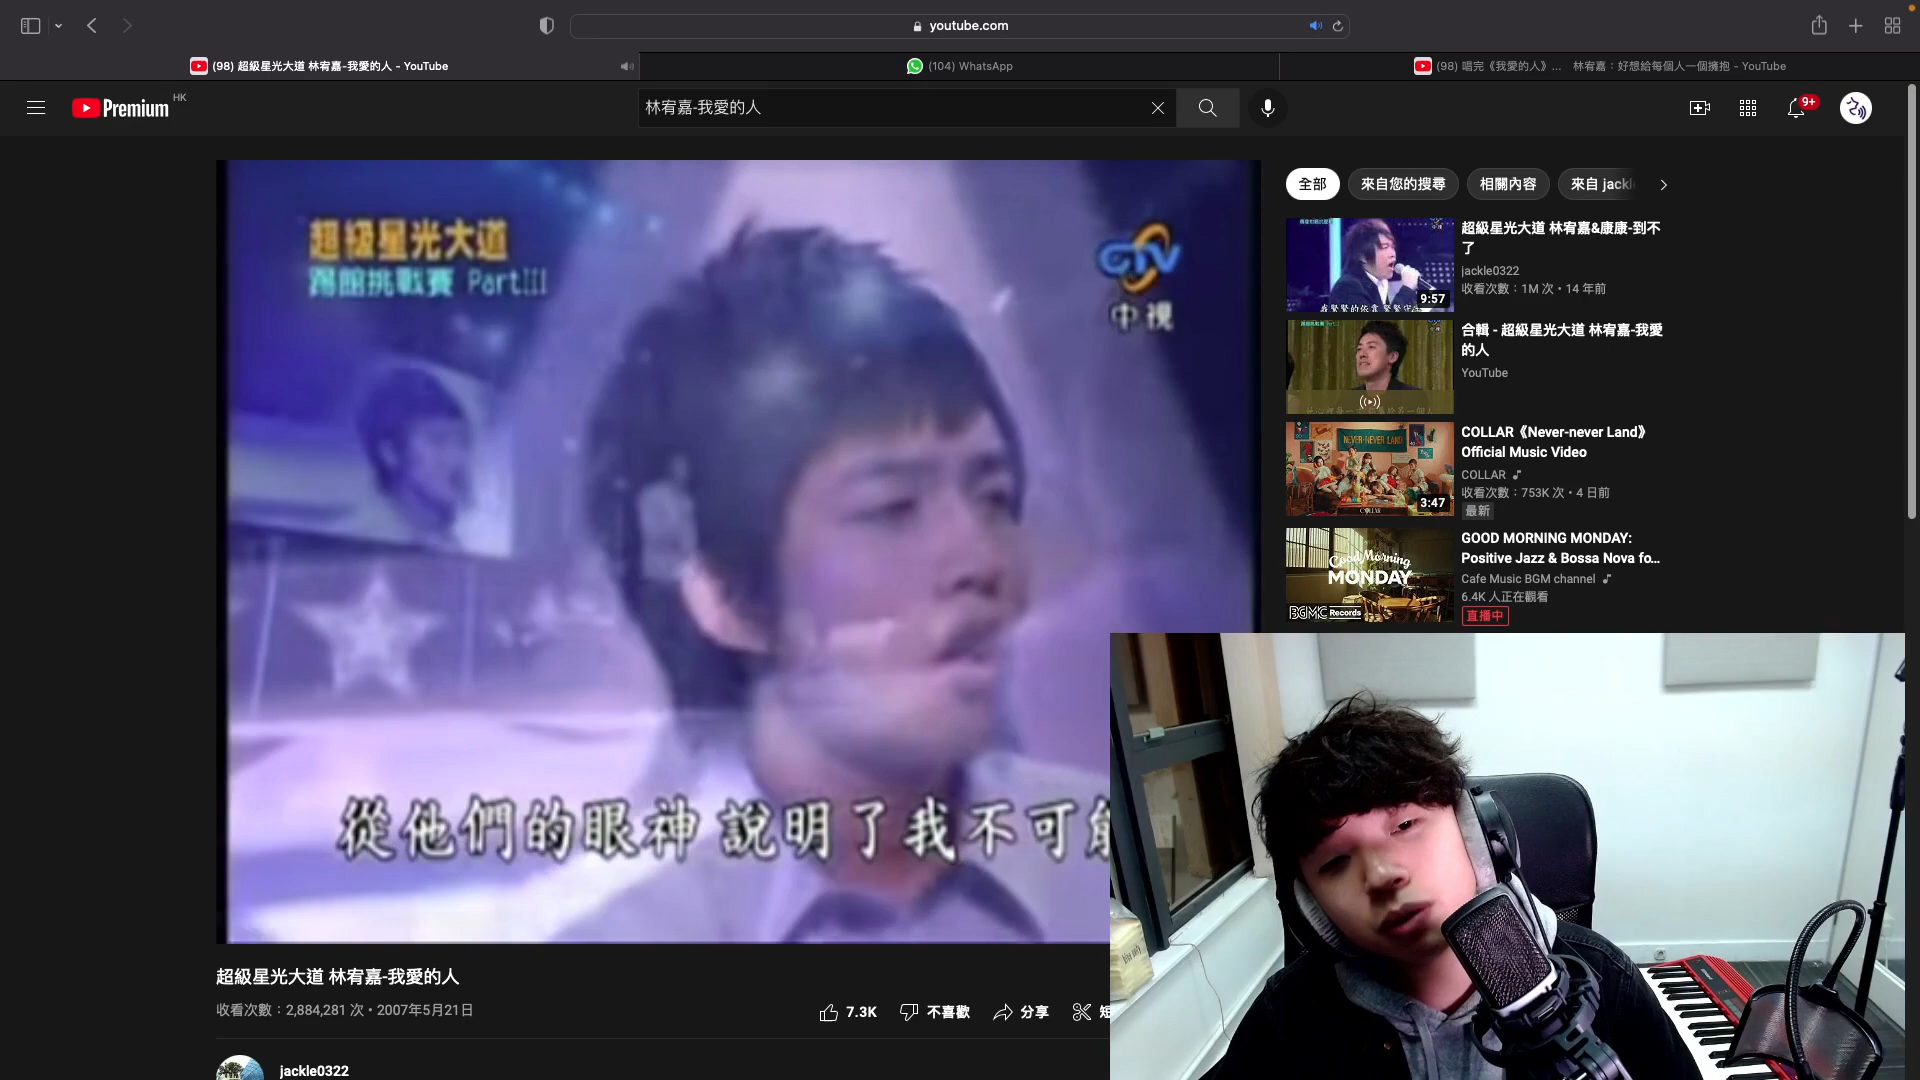 youtube.com
(98) 超級星光大道 林宥嘉-我愛的人 - YouTube
(104) WhatsApp
(98) 唱完《我愛的人》... 林宥嘉：好想給每個人一個擁抱 - YouTube
Premium HK
林宥嘉-我愛的人
9+
超級星光大道
踢館挑戰賽 PartIII
CTV
中視
從他們的眼神 說明了我不可
全部
來自您的搜尋
相關內容
來自 jackl
超級星光大道 林宥嘉&康康-到不
了
jackle0322
收看次數：1M 次・14 年前
9:57
合輯 - 超級星光大道 林宥嘉-我愛
的人
YouTube
NEVER-NEVER LAND
3:47
COLLAR《Never-never Land》
Official Music Video
COLLAR
收看次數：753K 次・4 日前
最新
Good Morning
MONDAY
BGMC Records
GOOD MORNING MONDAY:
Positive Jazz & Bossa Nova fo...
Cafe Music BGM channel
6.4K 人正在觀看
直播中
超級星光大道 林宥嘉-我愛的人
收看次數：2,884,281 次・2007年5月21日
7.3K
不喜歡
分享
短
jackle0322